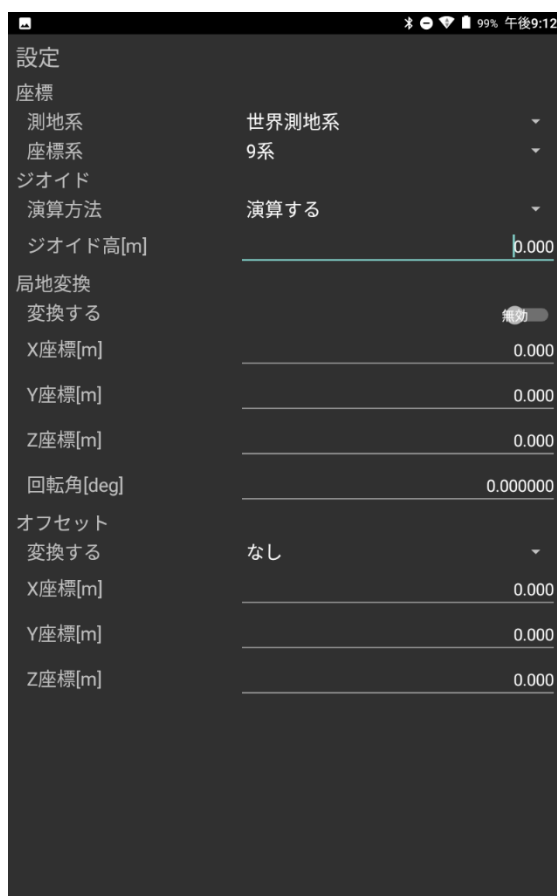 99% 午後9:12
設定
座標
測地系 世界測地系
座標系 9系
ジオイド
演算方法 演算する
ジオイド高[m] 0.000
局地変換
変換する 無効
X座標[m] 0.000
Y座標[m] 0.000
Z座標[m] 0.000
回転角[deg] 0.000000
オフセット
変換する なし
X座標[m] 0.000
Y座標[m] 0.000
Z座標[m] 0.000